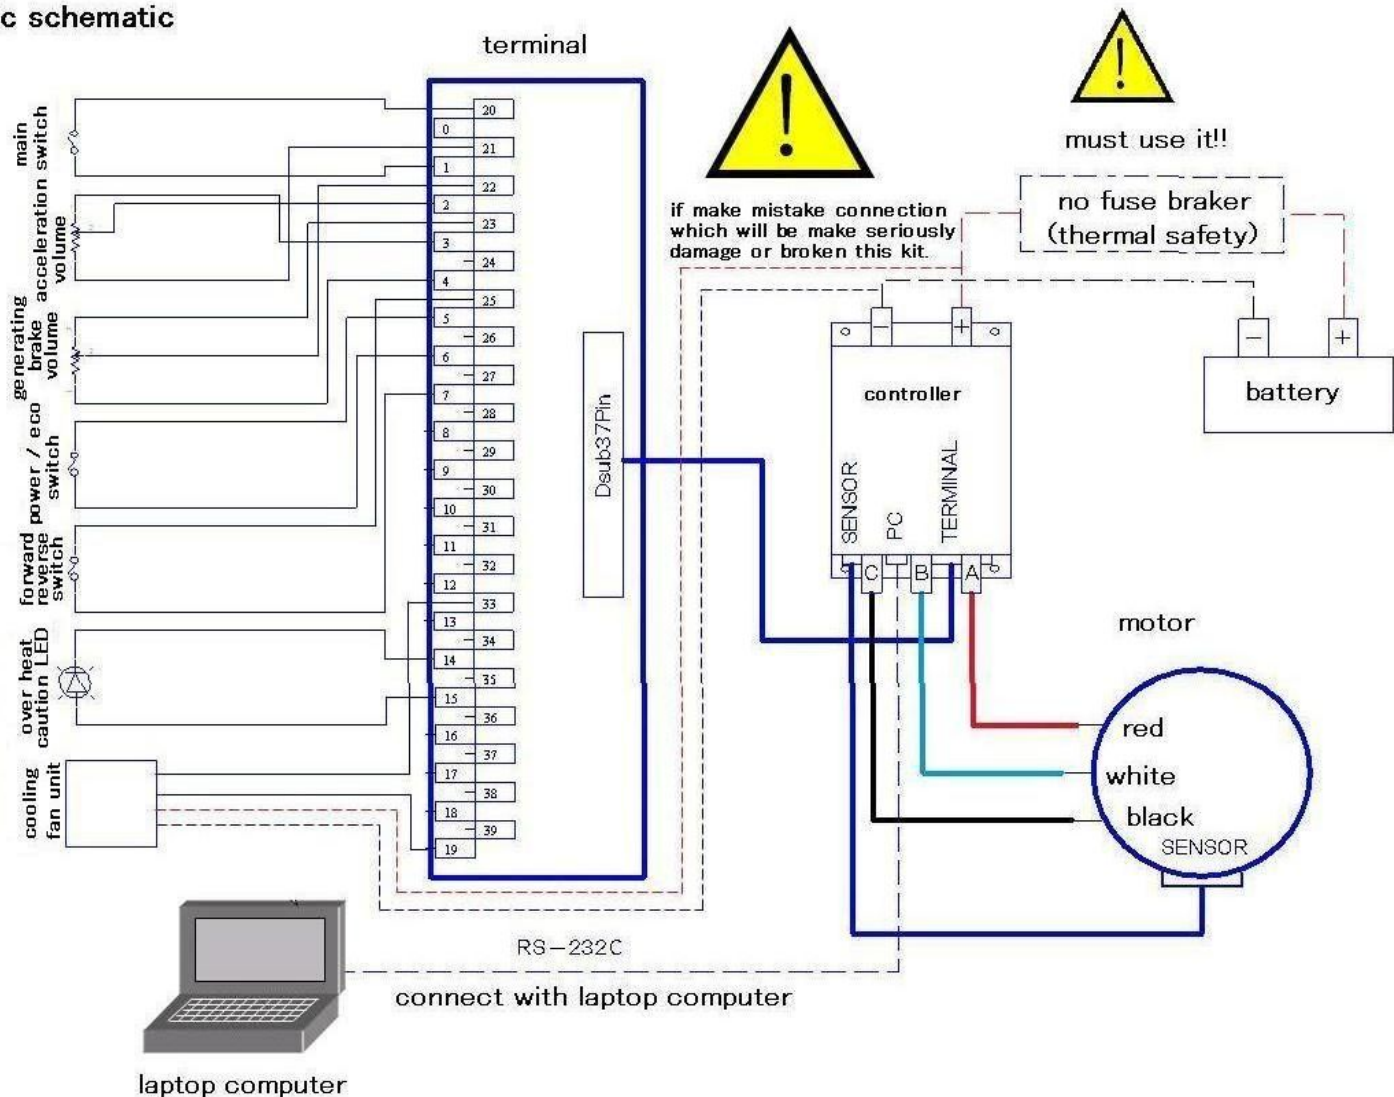 c schematic
terminal
main switch
acceleration volume
generating brake volume
power / eco switch
forward reverse switch
over heat caution LED
cooling fan unit
20
0
21
1
22
2
23
3
24
4
25
5
26
6
27
7
28
8
29
9
30
10
31
11
32
12
33
13
34
14
35
15
36
16
37
17
38
18
39
19
Dsub37Pin
!
!
must use it!!
if make mistake connection
which will be make seriously
damage or broken this kit.
no fuse braker
(thermal safety)
− +
− +
controller
battery
SENSOR
PC
TERMINAL
C B A
motor
red
white
black
SENSOR
RS-232C
connect with laptop computer
laptop computer